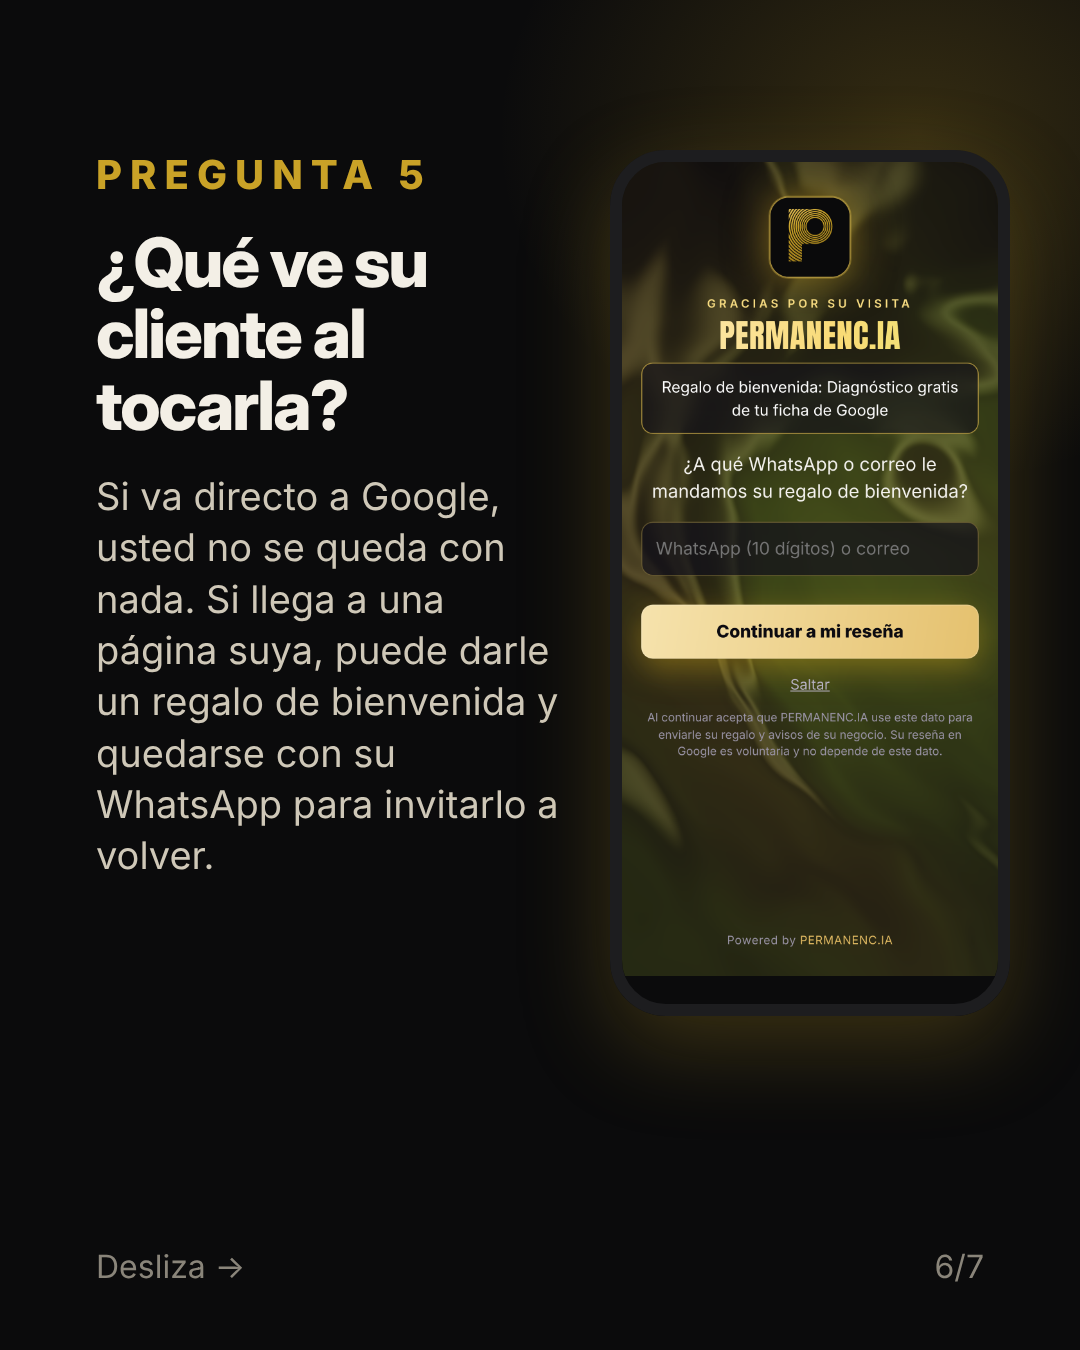 PREGUNTA 5
¿Qué ve su
cliente al
tocarla?
Si va directo a Google,
usted no se queda con
nada. Si llega a una
página suya, puede darle
un regalo de bienvenida y
quedarse con su
WhatsApp para invitarlo a
volver.
P
GRACIAS POR SU VISITA
PERMANENC.IA
Regalo de bienvenida: Diagnóstico gratis
de tu ficha de Google
¿A qué WhatsApp o correo le
mandamos su regalo de bienvenida?
WhatsApp (10 dígitos) o correo
Continuar a mi reseña
Saltar
Al continuar acepta que PERMANENC.IA use este dato para
enviarle su regalo y avisos de su negocio. Su reseña en
Google es voluntaria y no depende de este dato.
Powered by PERMANENC.IA
Desliza →
6/7